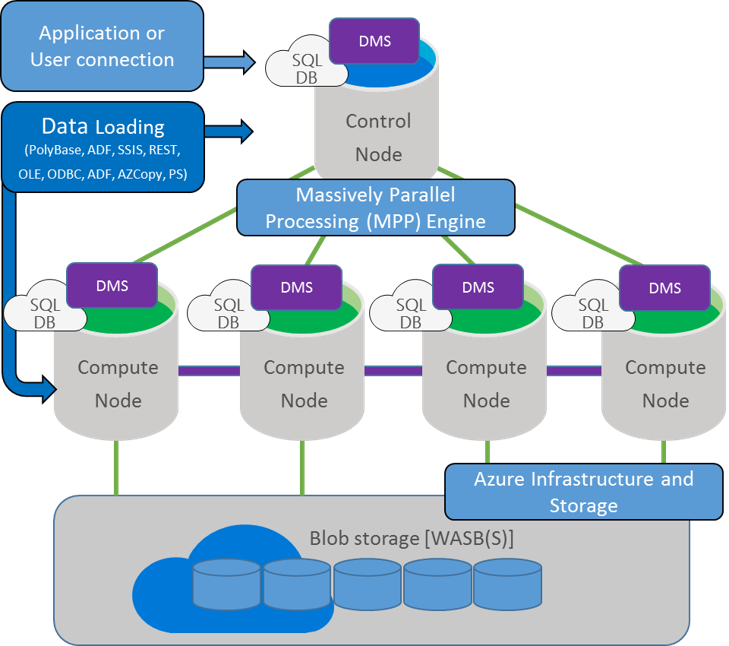 Application or
User connection
DMS
SQL
DB
Control
Node
Data Loading
(PolyBase, ADF, SSIS, REST,
OLE, ODBC, ADF, AZCopy, PS)
Massively Parallel
Processing (MPP) Engine
DMS
SQL
DB
Compute
Node
DMS
SQL
DB
Compute
Node
DMS
SQL
DB
Compute
Node
DMS
SQL
DB
Compute
Node
Azure Infrastructure and
Storage
Blob storage [WASB(S)]